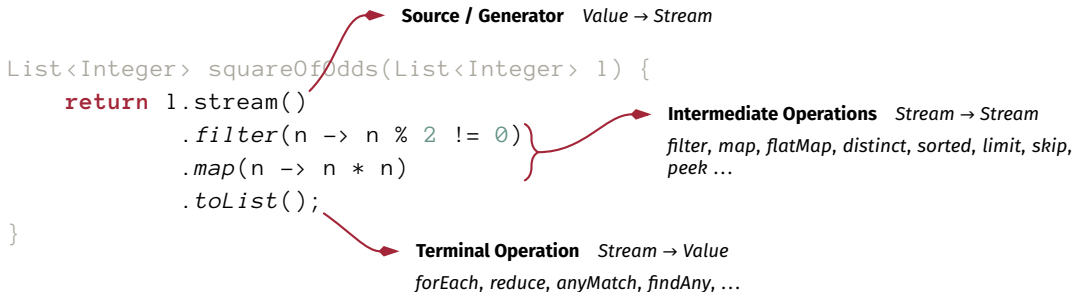 Source / Generator Value → Stream
List<Integer> squareOfOdds(List<Integer> l) {
return l.stream()
.filter(n -> n % 2 != 0)
.map(n -> n * n)
.toList();
}
Intermediate Operations Stream → Stream
filter, map, flatMap, distinct, sorted, limit, skip,
peek ...
Terminal Operation Stream → Value
forEach, reduce, anyMatch, findAny, ...